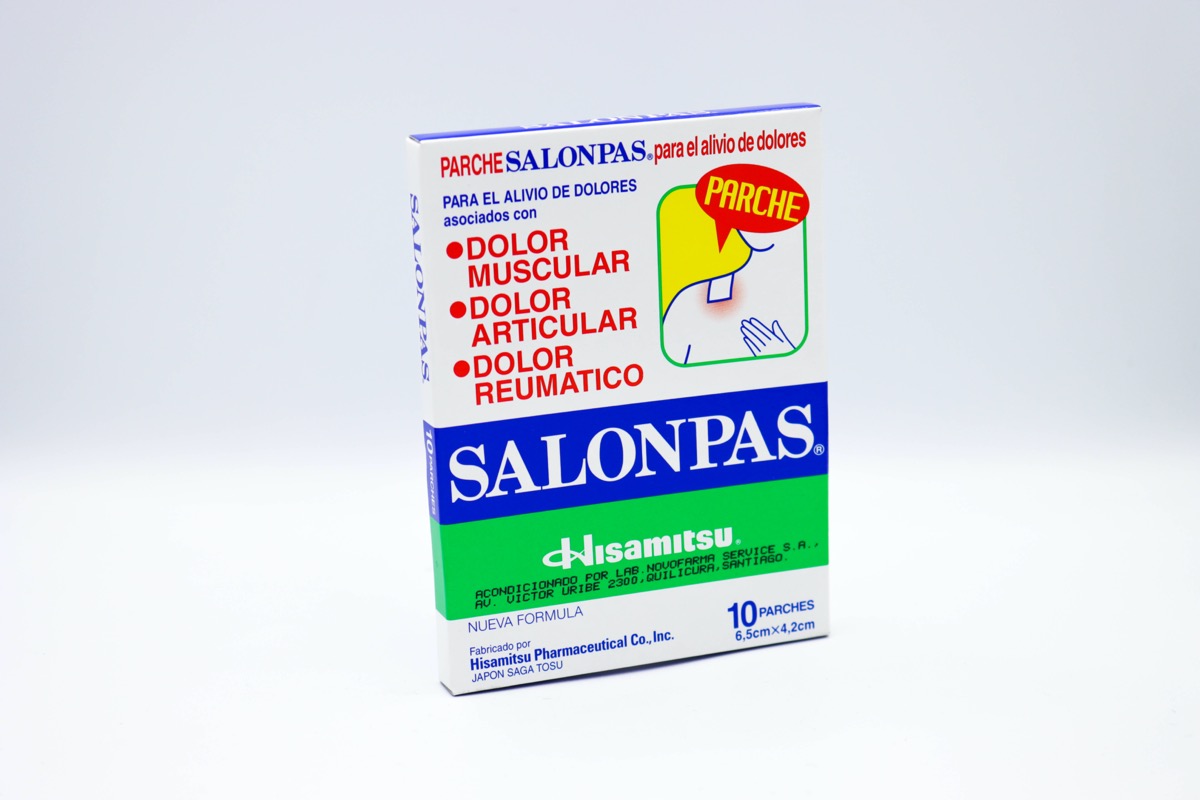 PARCHE SALONPAS® para el alivio de dolores
PARA EL ALIVIO DE DOLORES
asociados con
●DOLOR
MUSCULAR
●DOLOR
ARTICULAR
●DOLOR
REUMATICO
PARCHE
SALONPAS®
Hisamitsu®
ACONDICIONADO POR LAB.NOVOFARMA SERVICE S.A.,
AV. VICTOR URIBE 2300,QUILICURA,SANTIAGO.
NUEVA FORMULA
Fabricado por
Hisamitsu Pharmaceutical Co., Inc.
JAPON SAGA TOSU
10 PARCHES
6,5cm×4,2cm
SALONPAS
10 PARCHES
SALONPAS